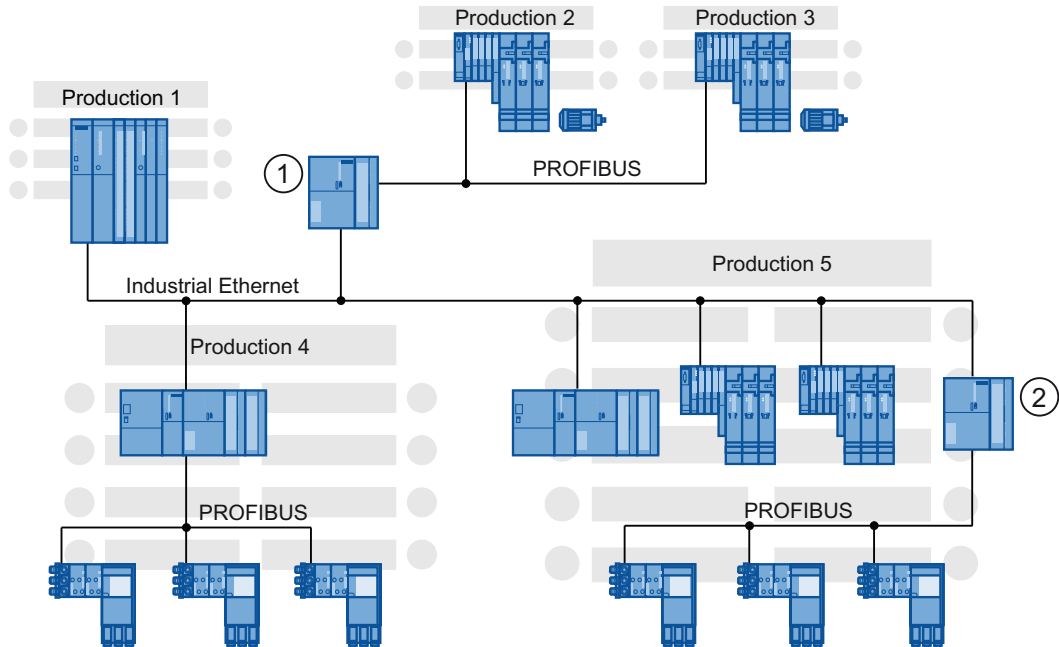 Production 2
Production 3
Production 1
1
PROFIBUS
Production 5
Industrial Ethernet
Production 4
2
PROFIBUS
PROFIBUS